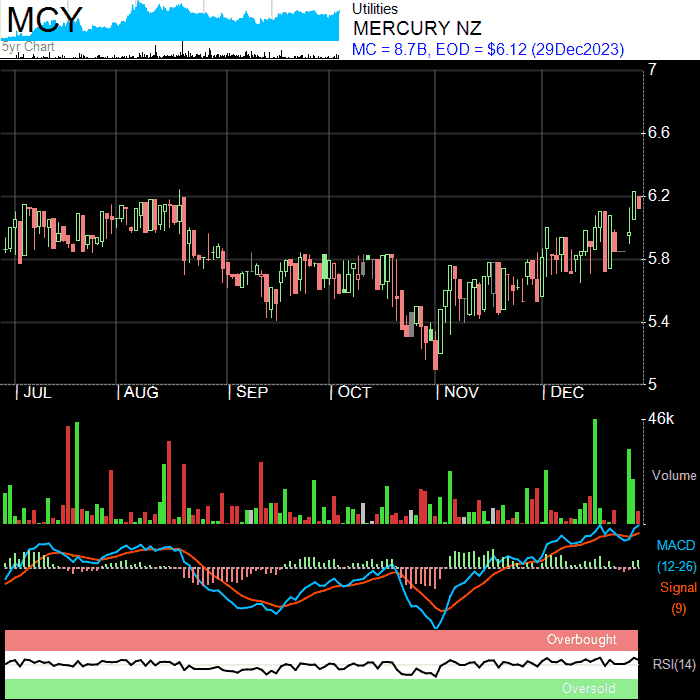 MCY
5yr Chart
Utilities
MERCURY NZ
MC = 8.7B, EOD = $6.12 (29Dec2023)
7
6.6
6.2
5.8
5.4
5
JUL AUG SEP OCT NOV DEC
46k
Volume
MACD
(12-26)
Signal
(9)
Overbought
RSI(14)
Oversold